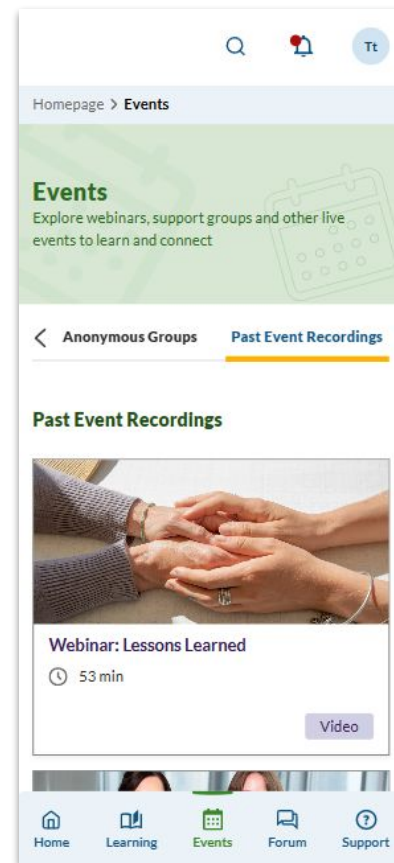 Tt
Homepage > Events
Events
Explore webinars, support groups and other live
events to learn and connect
Anonymous Groups
Past Event Recordings
Past Event Recordings
Webinar: Lessons Learned
53 min
Video
Home
Learning
Events
Forum
Support